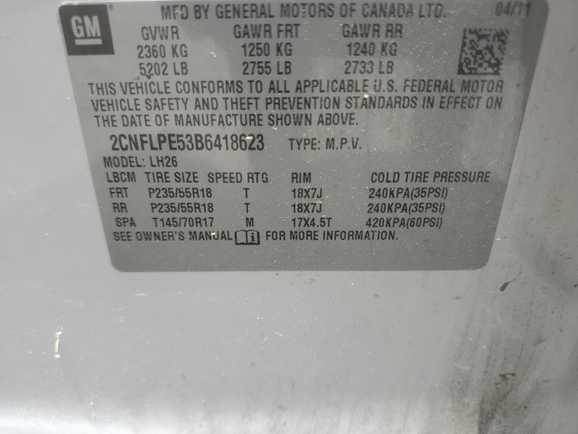 GM
MFD BY GENERAL MOTORS OF CANADA LTD. 04/11
GVWR GAWR FRT GAWR RR
2360 KG 1250 KG 1240 KG
5202 LB 2755 LB 2733 LB
THIS VEHICLE CONFORMS TO ALL APPLICABLE U.S. FEDERAL MOTOR
VEHICLE SAFETY AND THEFT PREVENTION STANDARDS IN EFFECT ON
THE DATE OF MANUFACTURE SHOWN ABOVE.
2CNFLPE53B6418623 TYPE: M.P.V.
MODEL: LH26
LBCM TIRE SIZE SPEED RTG RIM COLD TIRE PRESSURE
FRT P235/55R18 T 18X7J 240KPA(35PSI)
RR P235/55R18 T 18X7J 240KPA(35PSI)
SPA T145/70R17 M 17X4.5T 420KPA(60PSI)
SEE OWNER'S MANUAL FOR MORE INFORMATION.